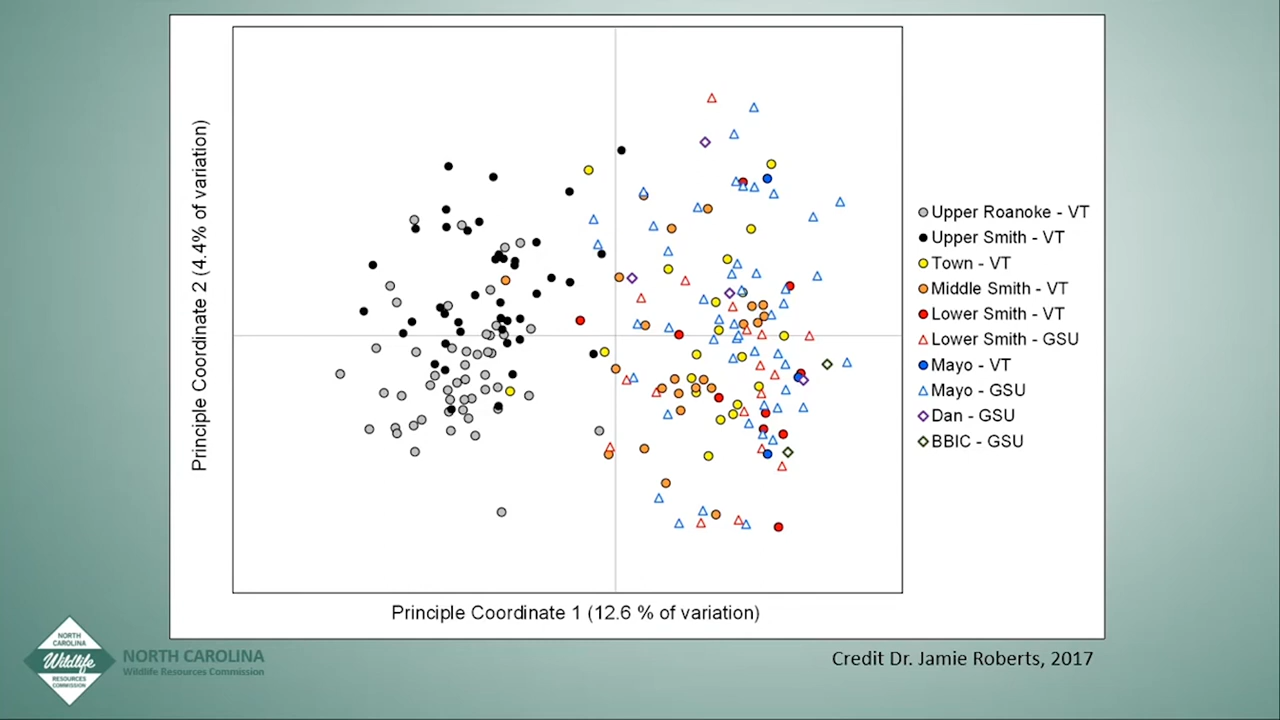 Principle Coordinate 2 (4.4% of variation)
Upper Roanoke - VT
Upper Smith - VT
Town - VT
Middle Smith - VT
Lower Smith - VT
Lower Smith - GSU
Mayo - VT
Mayo - GSU
Dan - GSU
BBIC - GSU
Principle Coordinate 1 (12.6 % of variation)
NORTH
CAROLINA
Wildlife
RESOURCES
COMMISSION
NORTH CAROLINA
Wildlife Resources Commission
Credit Dr. Jamie Roberts, 2017